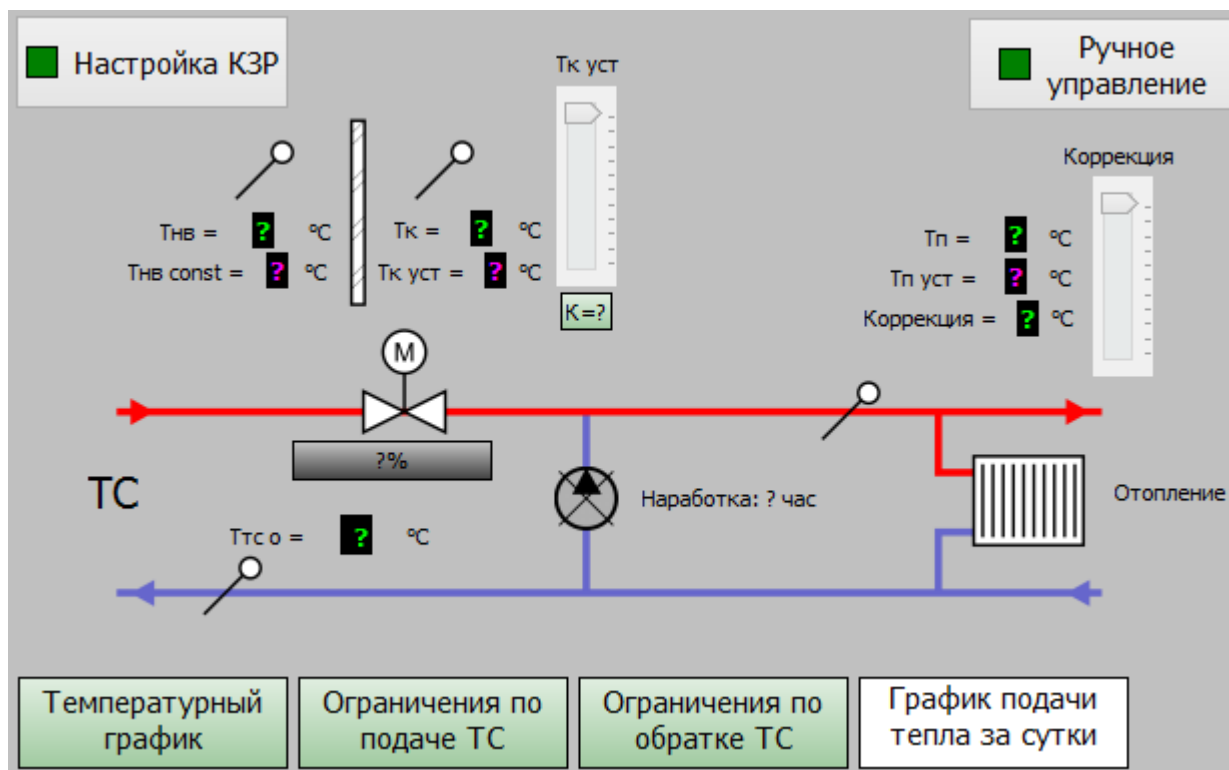 Настройка КЗР
Тк уст
Ручное
управление
Коррекция
Тнв = ? °С
Тк = ? °С
Тнв const = ? °С
Тк уст = ? °С
Тп = ? °С
Тп уст = ? °С
К=?
Коррекция = ? °С
М
?%
ТС
Наработка: ? час
Отопление
Ттс о = ? °С
Температурный
график
Ограничения по
подаче ТС
Ограничения по
обратке ТС
График подачи
тепла за сутки